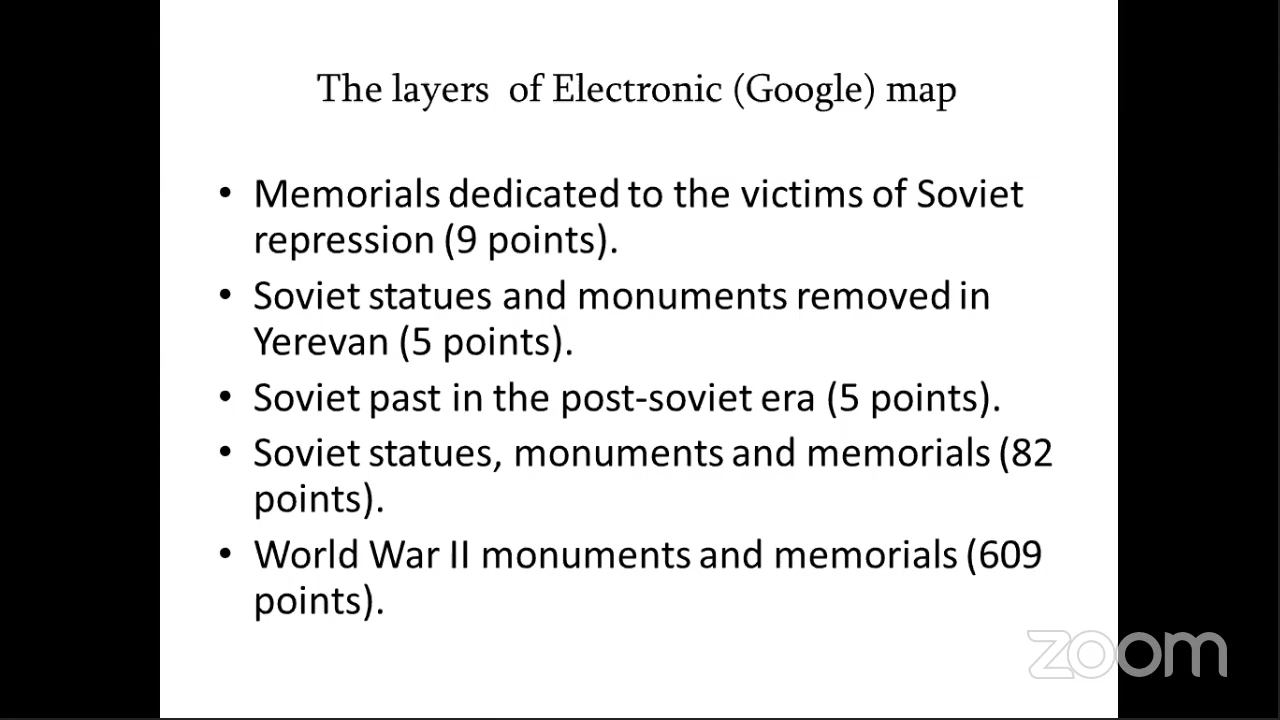 The layers of Electronic (Google) map
• Memorials dedicated to the victims of Soviet
repression (9 points).
• Soviet statues and monuments removed in
Yerevan (5 points).
• Soviet past in the post-soviet era (5 points).
• Soviet statues, monuments and memorials (82
points).
• World War II monuments and memorials (609
points).
zoom